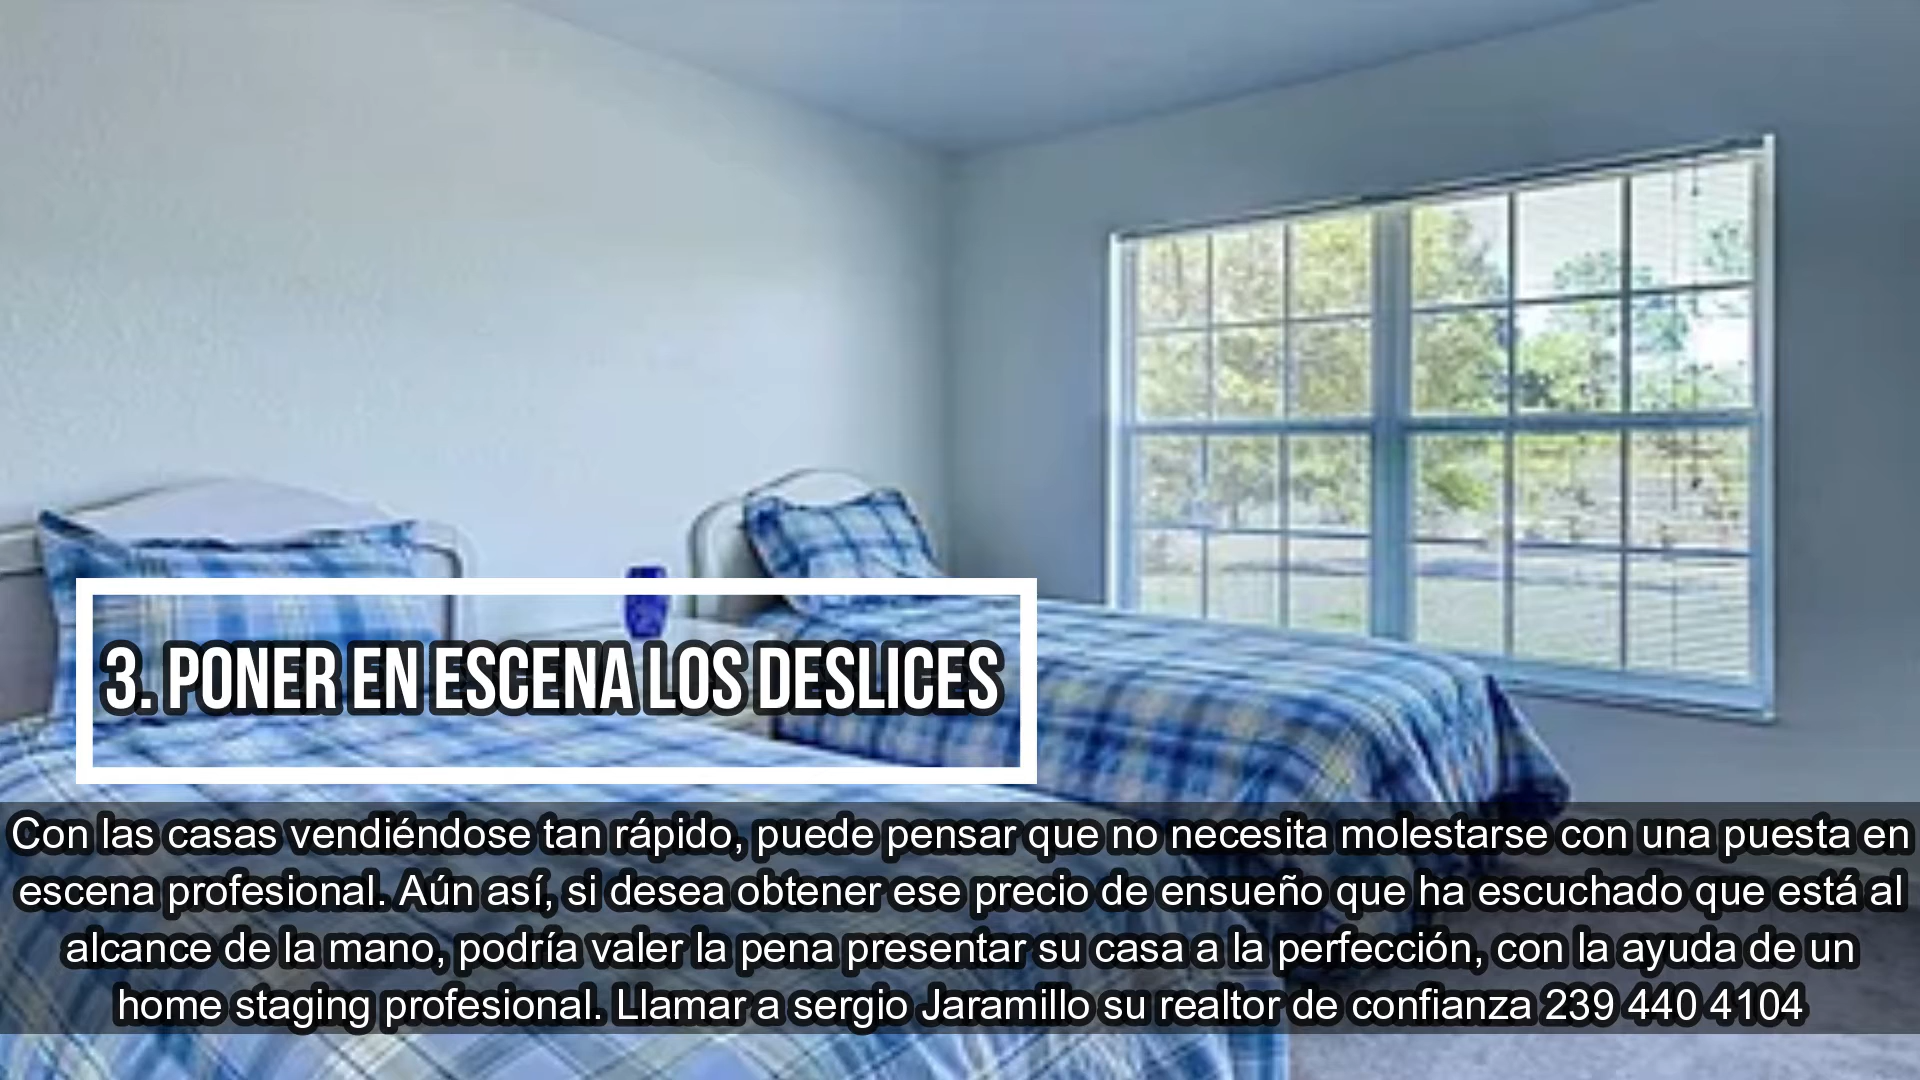 3. PONER EN ESCENA LOS DESLICES
Con las casas vendiéndose tan rápido, puede pensar que no necesita molestarse con una puesta en
escena profesional. Aún así, si desea obtener ese precio de ensueño que ha escuchado que está al
alcance de la mano, podría valer la pena presentar su casa a la perfección, con la ayuda de un
home staging profesional. Llamar a sergio Jaramillo su realtor de confianza 239 440 4104